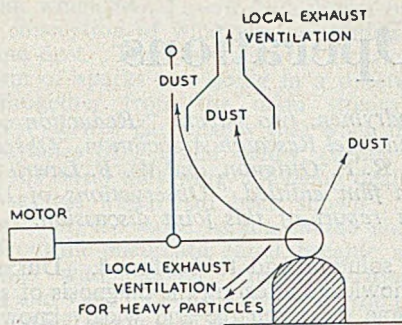 LOCAL EXHAUST
VENTILATION
DUST
DUST
DUST
MOTOR
LOCAL EXHAUST
VENTILATION
FOR HEAVY PARTICLES